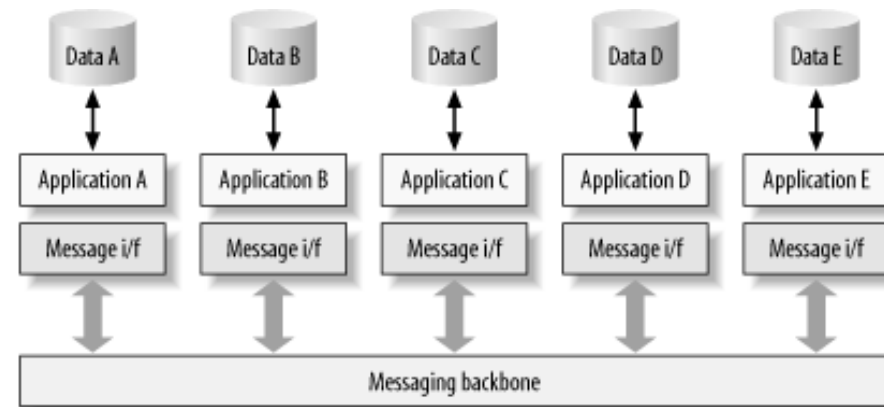 Data A
Data B
Data C
Data D
Data E
Application A
Application B
Application C
Application D
Application E
Message i/f
Message i/f
Message i/f
Message i/f
Message i/f
Messaging backbone